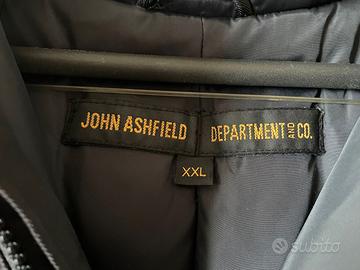 JOHN ASHFIELD DEPARTMENT AND CO.
XXL
subito